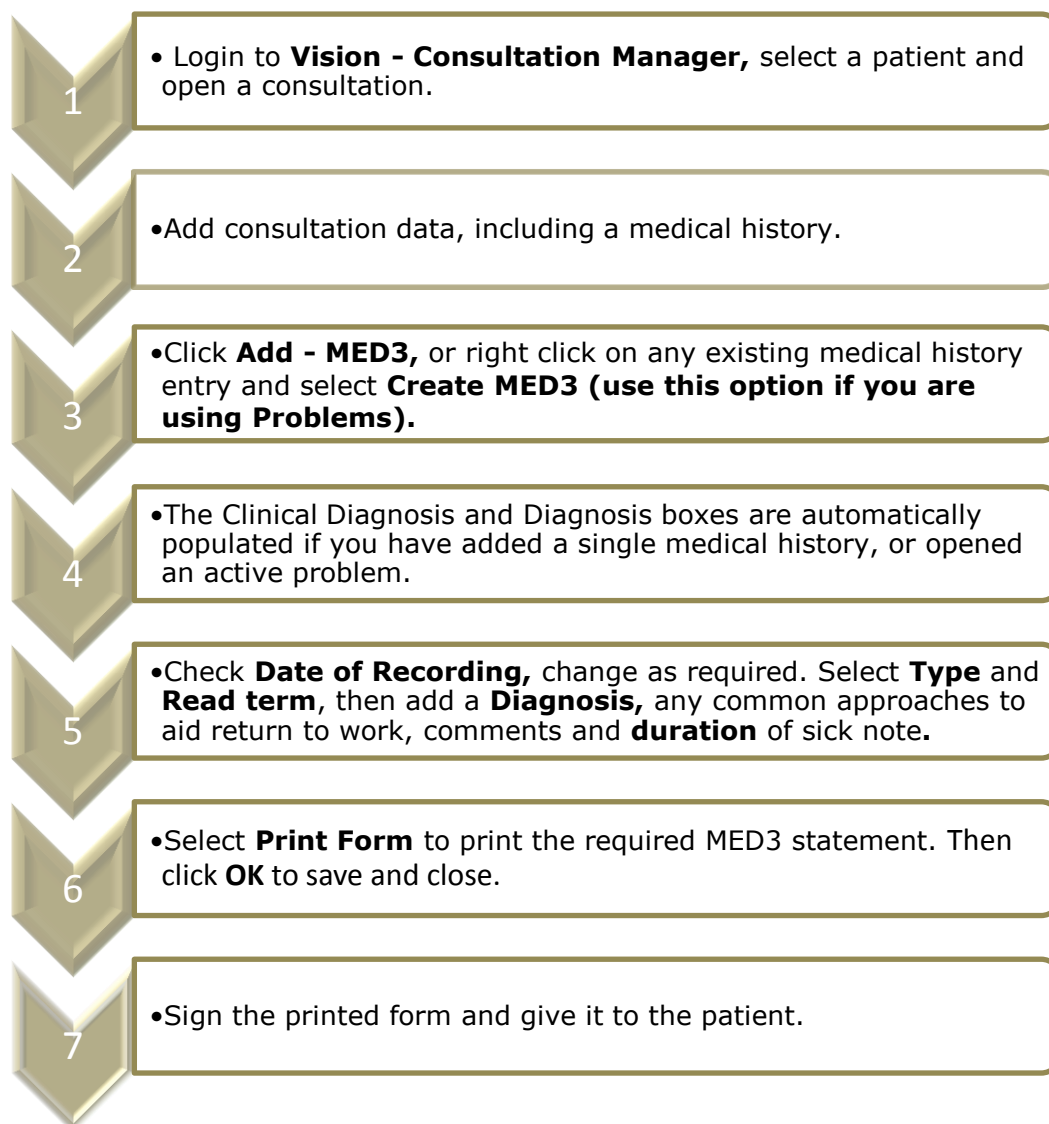 1
• Login to Vision - Consultation Manager, select a patient and
open a consultation.
2
•Add consultation data, including a medical history.
3
•Click Add - MED3, or right click on any existing medical history
entry and select Create MED3 (use this option if you are
using Problems).
4
•The Clinical Diagnosis and Diagnosis boxes are automatically
populated if you have added a single medical history, or opened
an active problem.
5
•Check Date of Recording, change as required. Select Type and
Read term, then add a Diagnosis, any common approaches to
aid return to work, comments and duration of sick note.
6
•Select Print Form to print the required MED3 statement. Then
click OK to save and close.
7
•Sign the printed form and give it to the patient.